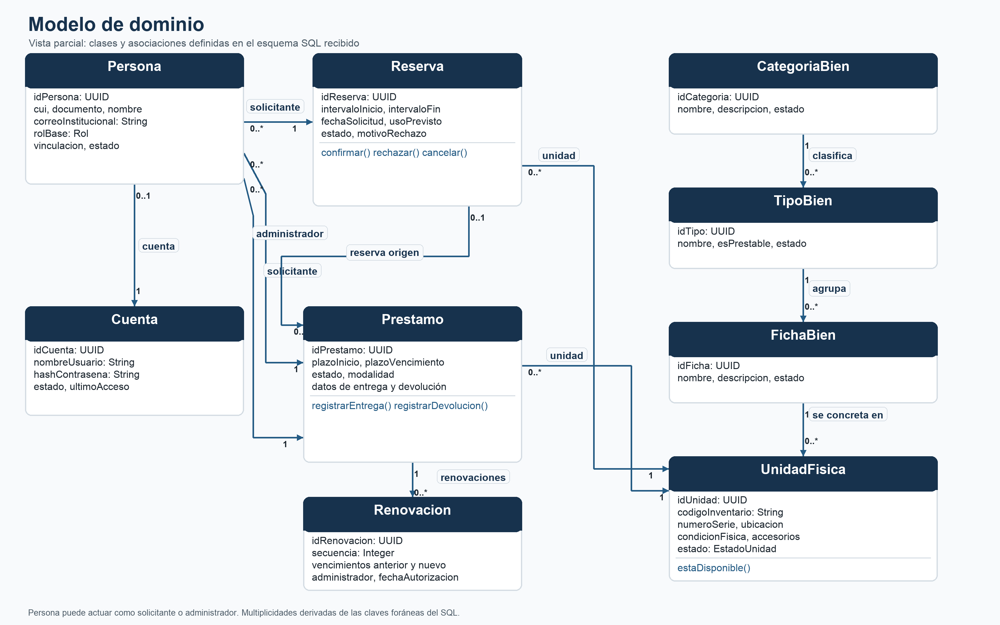 Modelo de dominio
Vista parcial: clases y asociaciones definidas en el esquema SQL recibido
Persona
idPersona: UUID
cui, documento, nombre
correoInstitucional: String
rolBase: Rol
vinculacion, estado
solicitante
0..*
1
Reserva
idReserva: UUID
intervaloInicio, intervaloFin
fechaSolicitud, usoPrevisto
estado, motivoRechazo
confirmar() rechazar() cancelar()
unidad
0..*
CategoriaBien
idCategoria: UUID
nombre, descripcion, estado
1
clasifica
0..*
0..*
0..*
0..1
cuenta
1
administrador
0..1
reserva origen
solicitante
TipoBien
idTipo: UUID
nombre, esPrestable, estado
1
agrupa
0..*
Cuenta
idCuenta: UUID
nombreUsuario: String
hashContrasena: String
estado, ultimoAcceso
0..
1
1
Prestamo
idPrestamo: UUID
plazoInicio, plazoVencimiento
estado, modalidad
datos de entrega y devolución
registrarEntrega() registrarDevolucion()
unidad
0..*
FichaBien
idFicha: UUID
nombre, descripcion, estado
1
se concreta en
0..*
1
renovaciones
0..*
1
1
Renovacion
idRenovacion: UUID
secuencia: Integer
vencimientos anterior y nuevo
administrador, fechaAutorizacion
UnidadFisica
idUnidad: UUID
codigoInventario: String
numeroSerie, ubicacion
condicionFisica, accesorios
estado: EstadoUnidad
estaDisponible()
Persona puede actuar como solicitante o administrador. Multiplicidades derivadas de las claves foráneas del SQL.